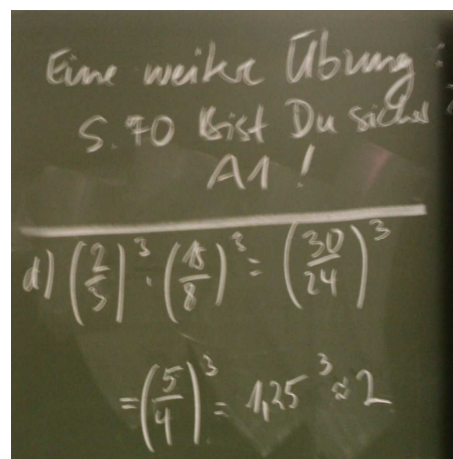 Eine weitere Übung :
S. 70 Bist Du sicher
A1 !
d) (2/3)³ · (15/8)³ = (30/24)³
= (5/4)³ = 1,25³ ≈ 2